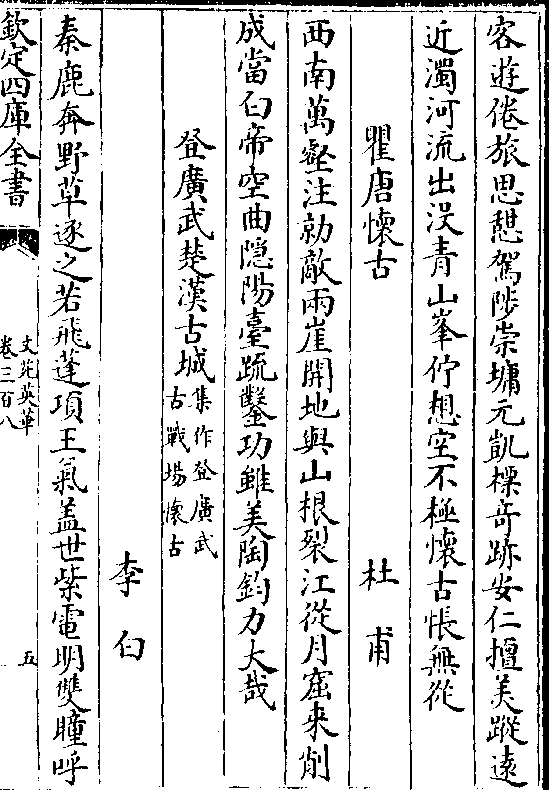 客遊倦旅思憇駕陟崇墉元凱標奇跡安仁擅美蹤遠
近濁河流出没青山峯佇想空不極懷古悵無從
瞿唐懷古
杜甫
西南萬壑注勍敵兩崖開地與山根裂江從月窟来削
成當白帝空曲隐陽臺疏鑿功雖美陶鈞力大哉
登廣武楚漢古城
集作登廣武
古戰場懷古
李白
秦鹿奔野草逐之若飛蓬項王氣盖世紫電明雙瞳呼
欽定四庫全書
文苑英華
卷三百八
五